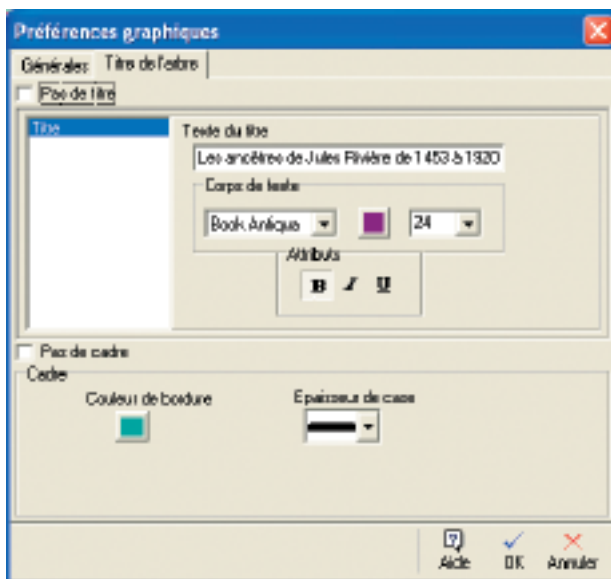 Préférences graphiques
Générales Titre de l'arbre
Pas de titre
Titre
Texte du titre
Les ancêtres de Jules Rivière de 1453 à 1920
Corps de texte
Book Antiqua 24
Attributs
B I U
Pas de cadre
Cadre
Couleur de bordure Epaisseur de case
Aide OK Annuler